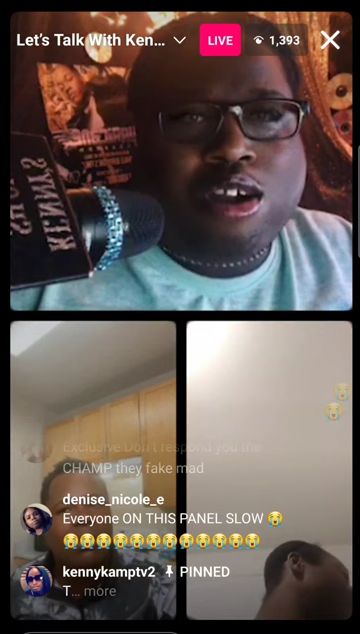 Let's Talk With Ken...
LIVE
1,393
KENNY'S
Exclusive Don't respond you the
CHAMP they fake mad
denise_nicole_e
Everyone ON THIS PANEL SLOW 😭
😭😭😭😭😭😭😭😭😭😭😭😭😭
kennykamptv2 📌 PINNED
T... more